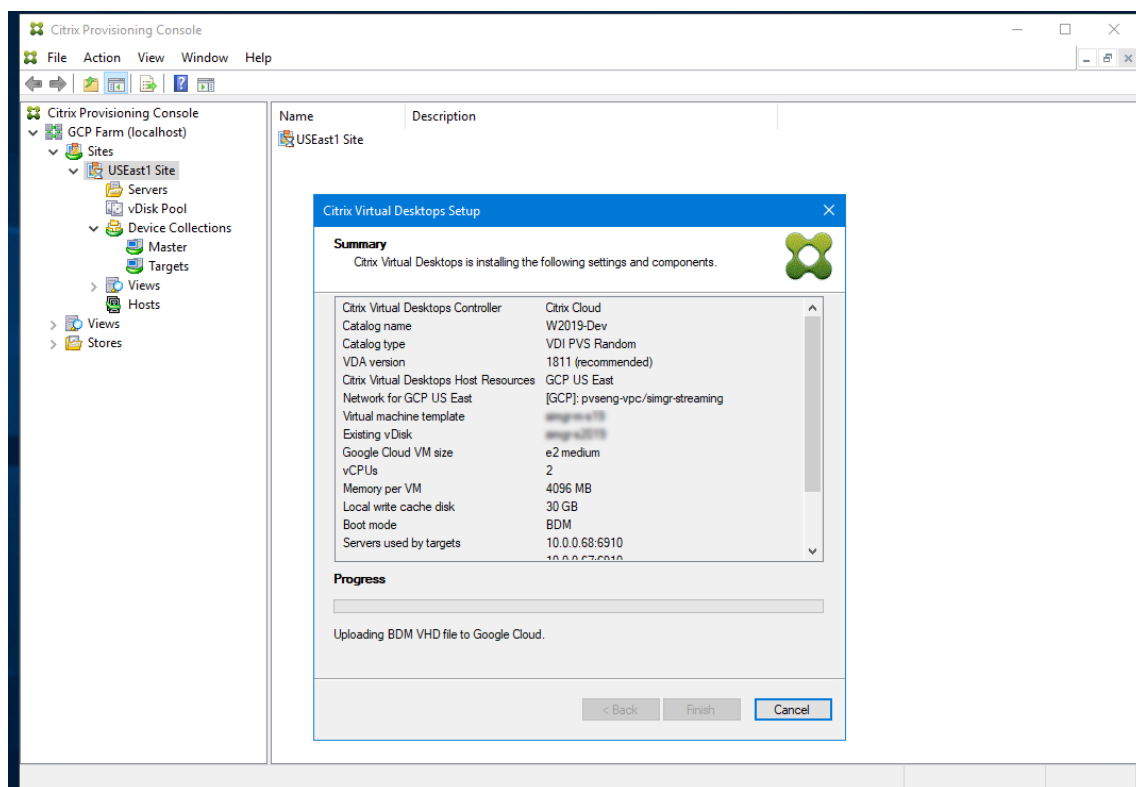 Citrix Provisioning Console
File Action View Window Help
Citrix Provisioning Console
GCP Farm (localhost)
Sites
USEast1 Site
Servers
vDisk Pool
Device Collections
Master
Targets
Views
Hosts
Views
Stores
Name Description
USEast1 Site
Citrix Virtual Desktops Setup
Summary
Citrix Virtual Desktops is installing the following settings and components.
Citrix Virtual Desktops Controller Citrix Cloud
Catalog name W2019-Dev
Catalog type VDI PVS Random
VDA version 1811 (recommended)
Citrix Virtual Desktops Host Resources GCP US East
Network for GCP US East [GCP]: pvseng-vpc/simgr-streaming
Virtual machine template
Existing vDisk
Google Cloud VM size e2 medium
vCPUs 2
Memory per VM 4096 MB
Local write cache disk 30 GB
Boot mode BDM
Servers used by targets 10.0.0.68:6910
10.0.0.67:6910
Progress
Uploading BDM VHD file to Google Cloud.
< Back Finish Cancel